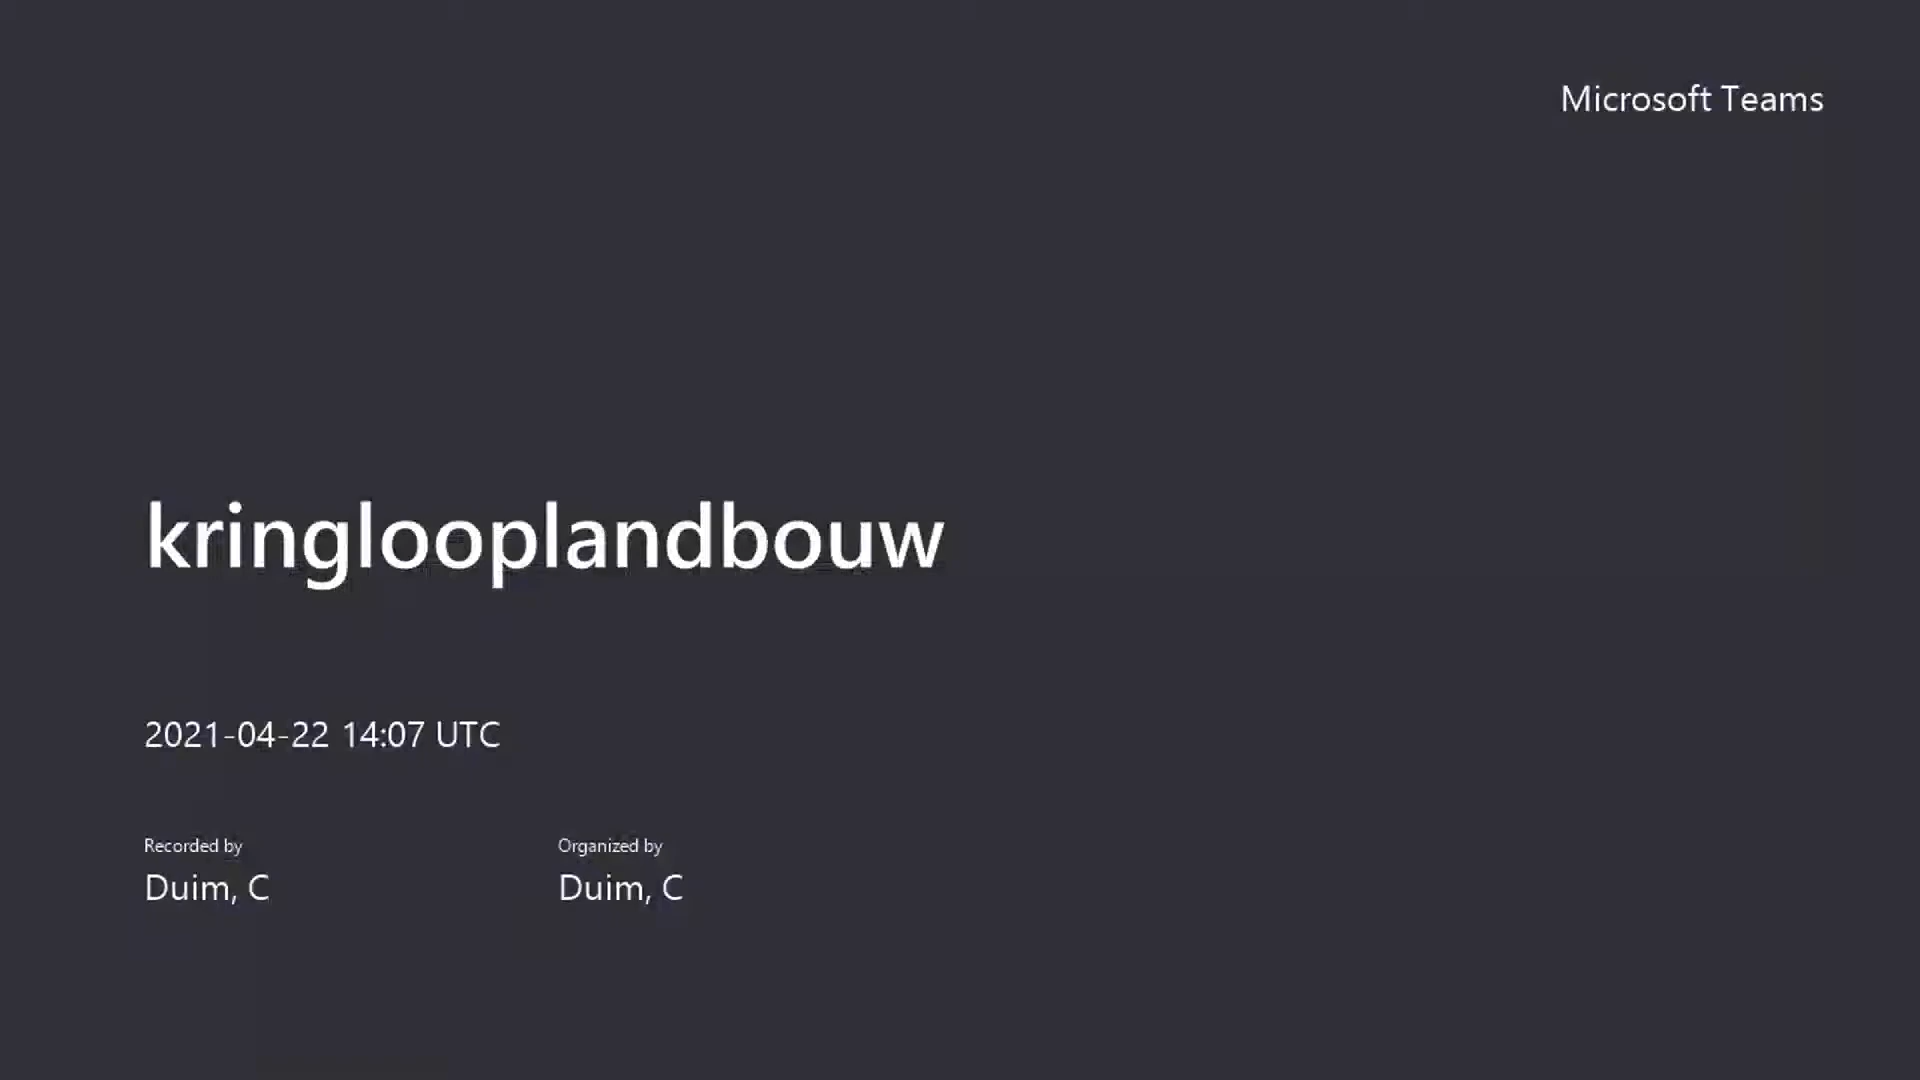 Microsoft Teams
kringlooplandbouw
2021-04-22 14:07 UTC
Recorded by
Duim, C
Organized by
Duim, C